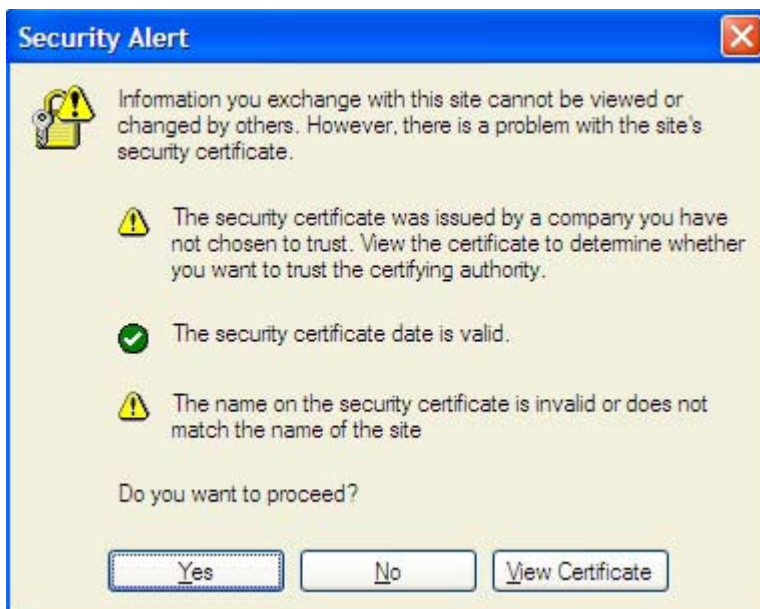 Security Alert
Information you exchange with this site cannot be viewed or
changed by others. However, there is a problem with the site's
security certificate.
The security certificate was issued by a company you have
not chosen to trust. View the certificate to determine whether
you want to trust the certifying authority.
The security certificate date is valid.
The name on the security certificate is invalid or does not
match the name of the site
Do you want to proceed?
Yes
No
View Certificate